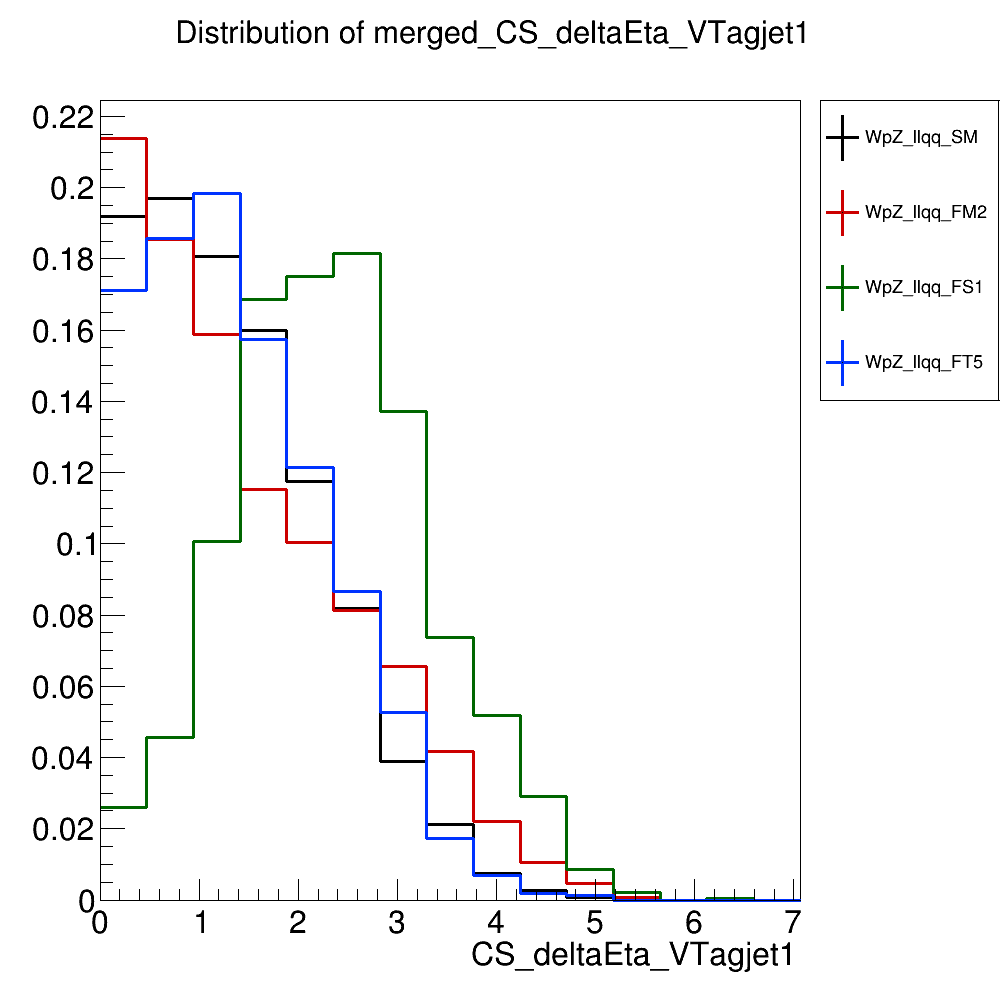 Distribution of merged_CS_deltaEta_VTagjet1
0.22
0.2
0.18
0.16
0.14
0.12
0.1
0.08
0.06
0.04
0.02
0
0 1 2 3 4 5 6 7
CS_deltaEta_VTagjet1
WpZ_llqq_SM
WpZ_llqq_FM2
WpZ_llqq_FS1
WpZ_llqq_FT5